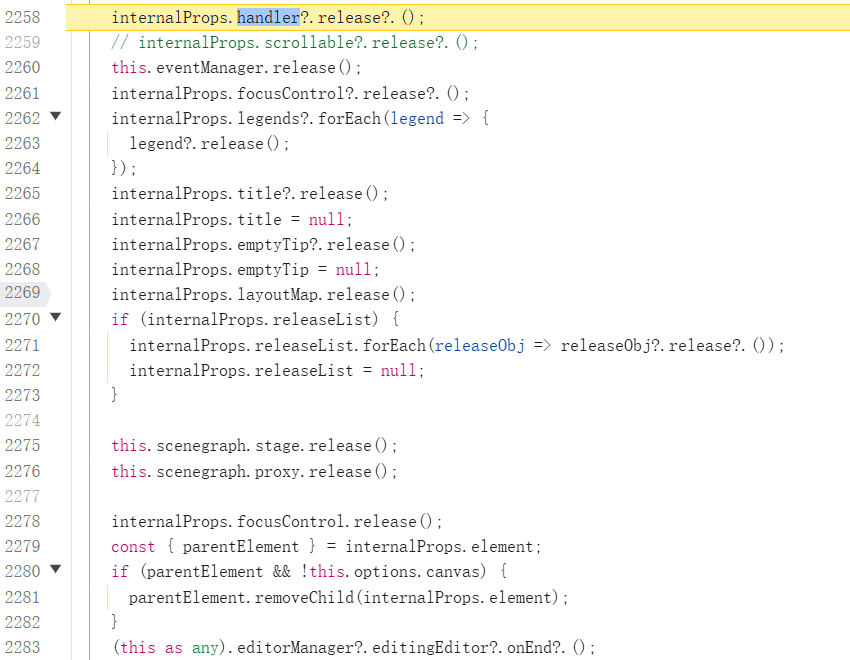 2258 internalProps.handler?.release?.();
2259 // internalProps.scrollable?.release?.();
2260 this.eventManager.release();
2261 internalProps.focusControl?.release?.();
2262 internalProps.legends?.forEach(legend => {
2263 legend?.release();
2264 });
2265 internalProps.title?.release();
2266 internalProps.title = null;
2267 internalProps.emptyTip?.release();
2268 internalProps.emptyTip = null;
2269 internalProps.layoutMap.release();
2270 if (internalProps.releaseList) {
2271 internalProps.releaseList.forEach(releaseObj => releaseObj?.release?.());
2272 internalProps.releaseList = null;
2273 }
2274
2275 this.scenegraph.stage.release();
2276 this.scenegraph.proxy.release();
2277
2278 internalProps.focusControl.release();
2279 const { parentElement } = internalProps.element;
2280 if (parentElement && !this.options.canvas) {
2281 parentElement.removeChild(internalProps.element);
2282 }
2283 (this as any).editorManager?.editingEditor?.onEnd?.();